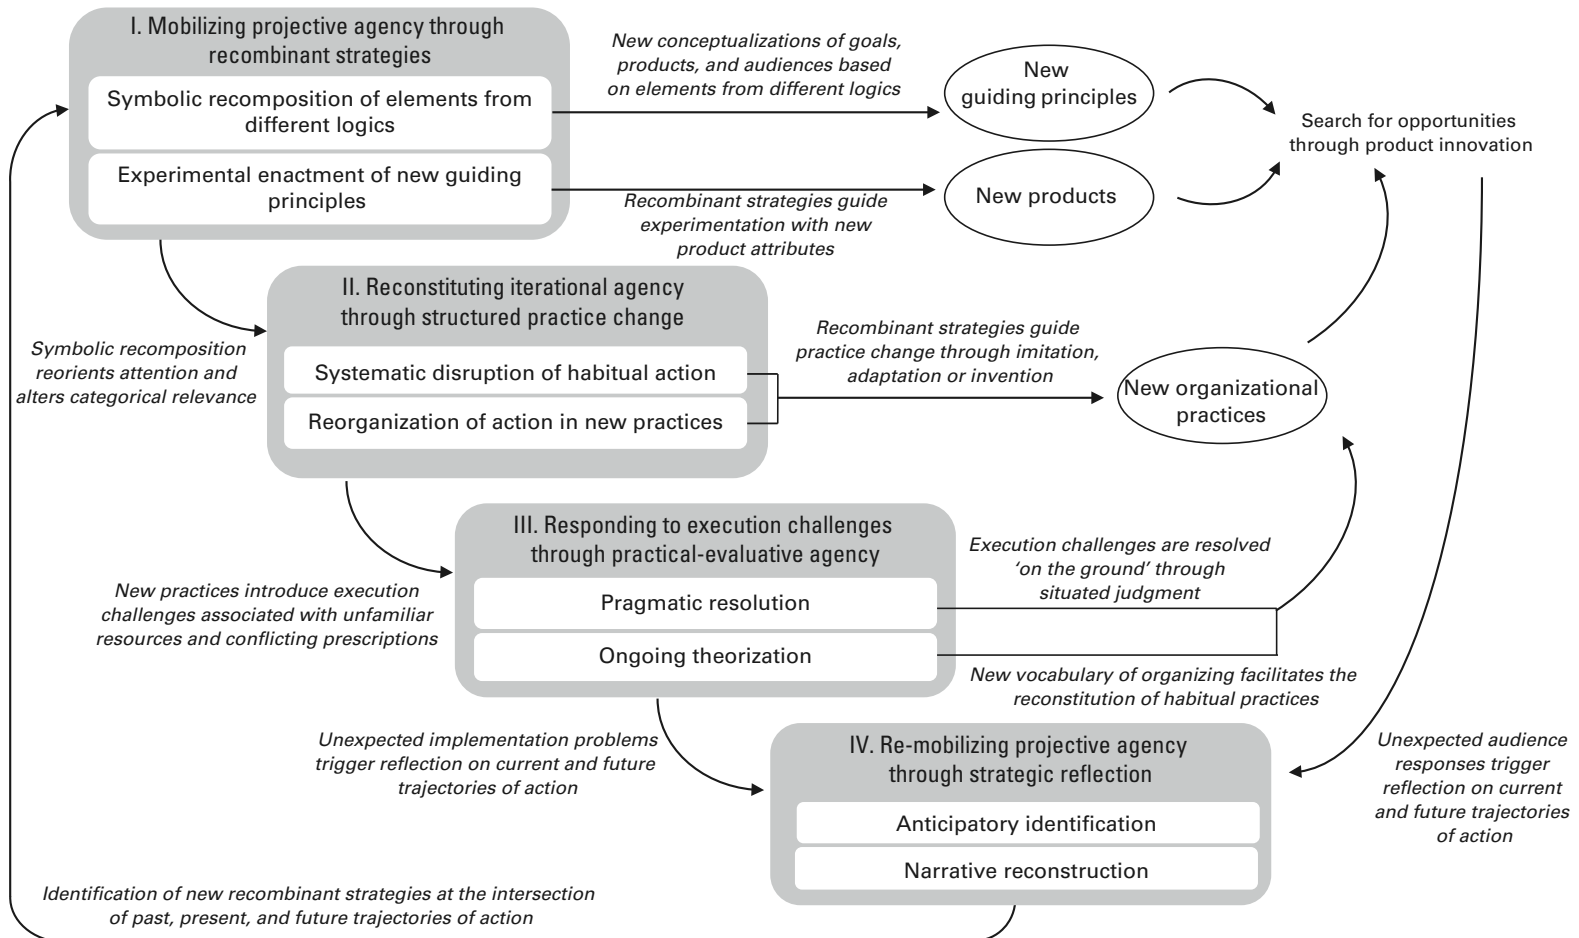 I. Mobilizing projective agency through
recombinant strategies
Symbolic recomposition of elements from
different logics
Experimental enactment of new guiding
principles
New conceptualizations of goals,
products, and audiences based
on elements from different logics
New
guiding principles
Recombinant strategies guide
experimentation with new
product attributes
New products
Search for opportunities
through product innovation
Symbolic recomposition
reorients attention and
alters categorical relevance
II. Reconstituting iterational agency
through structured practice change
Systematic disruption of habitual action
Reorganization of action in new practices
Recombinant strategies guide
practice change through imitation,
adaptation or invention
New organizational
practices
New practices introduce execution
challenges associated with unfamiliar
resources and conflicting prescriptions
III. Responding to execution challenges
through practical-evaluative agency
Pragmatic resolution
Ongoing theorization
Execution challenges are resolved
‘on the ground’ through
situated judgment
New vocabulary of organizing facilitates the
reconstitution of habitual practices
Unexpected implementation problems
trigger reflection on current and future
trajectories of action
IV. Re-mobilizing projective agency
through strategic reflection
Anticipatory identification
Narrative reconstruction
Unexpected audience
responses trigger
reflection on current
and future trajectories
of action
Identification of new recombinant strategies at the intersection
of past, present, and future trajectories of action